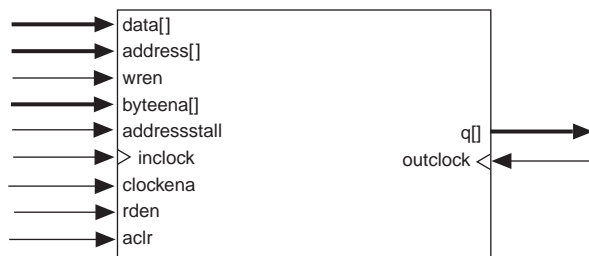 data[]
address[]
wren
byteena[]
addressstall
inclock
clockena
rden
aclr
q[]
outclock